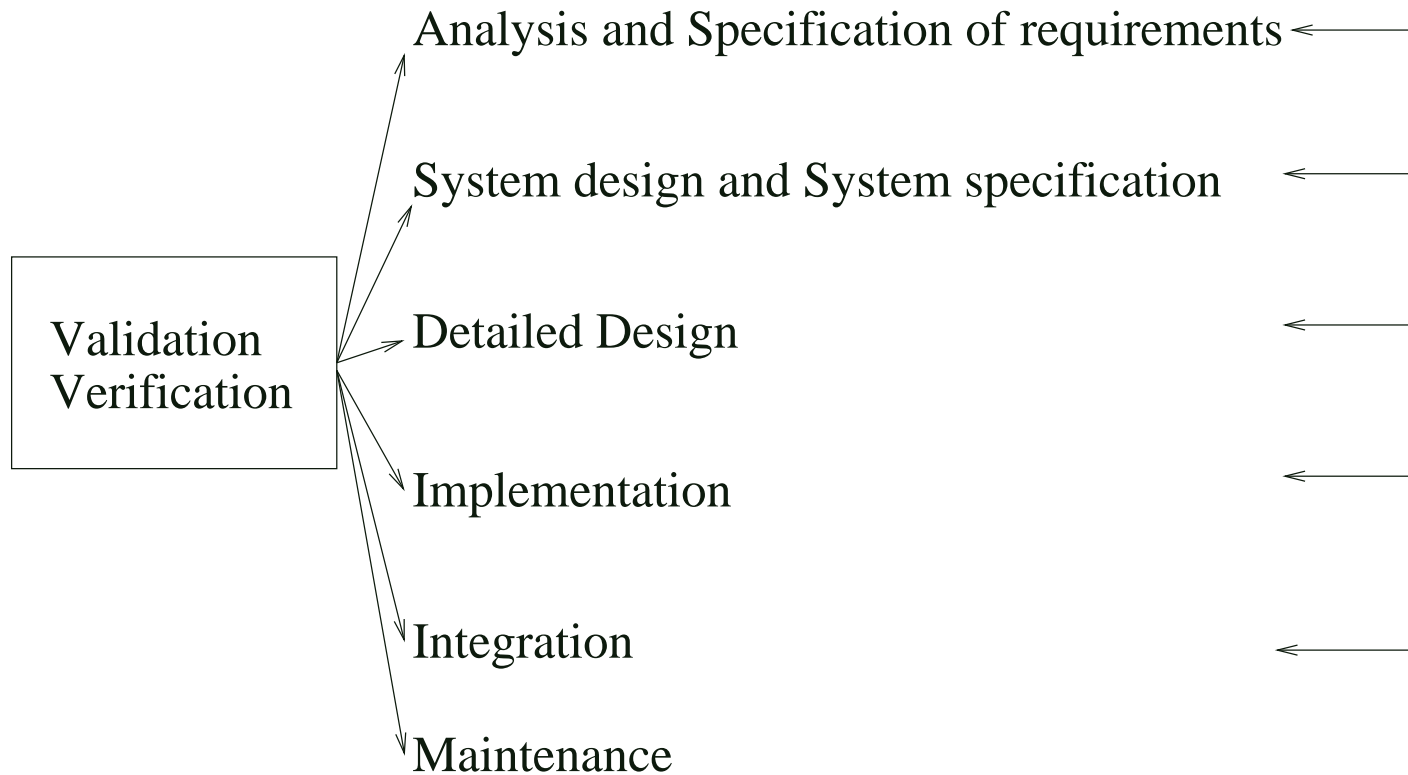 Analysis and Specification of requirements
System design and System specification
Validation
Verification
Detailed Design
Implementation
Integration
Maintenance